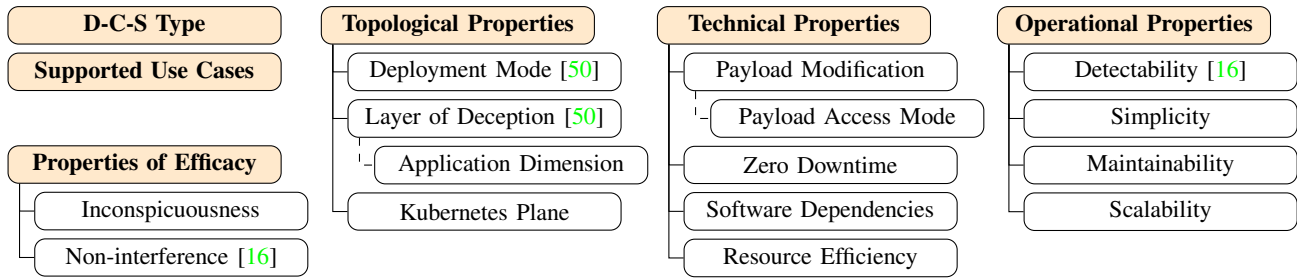 D-C-S Type
Supported Use Cases
Properties of Efficacy
Inconspicuousness
Non-interference [16]
Topological Properties
Deployment Mode [50]
Layer of Deception [50]
Application Dimension
Kubernetes Plane
Technical Properties
Payload Modification
Payload Access Mode
Zero Downtime
Software Dependencies
Resource Efficiency
Operational Properties
Detectability [16]
Simplicity
Maintainability
Scalability